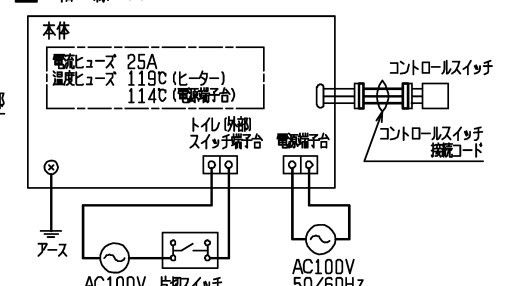 本体
電流ヒューズ 25A
温度ヒューズ 119℃(ヒーター)
114℃(電源端子台)
コントロールスイッチ
トイレ(外部)
スイッチ端子台
電源端子台
コントロールスイッチ
接続コード
アース
AC100V
片切スイッチ
AC100V
50/60Hz